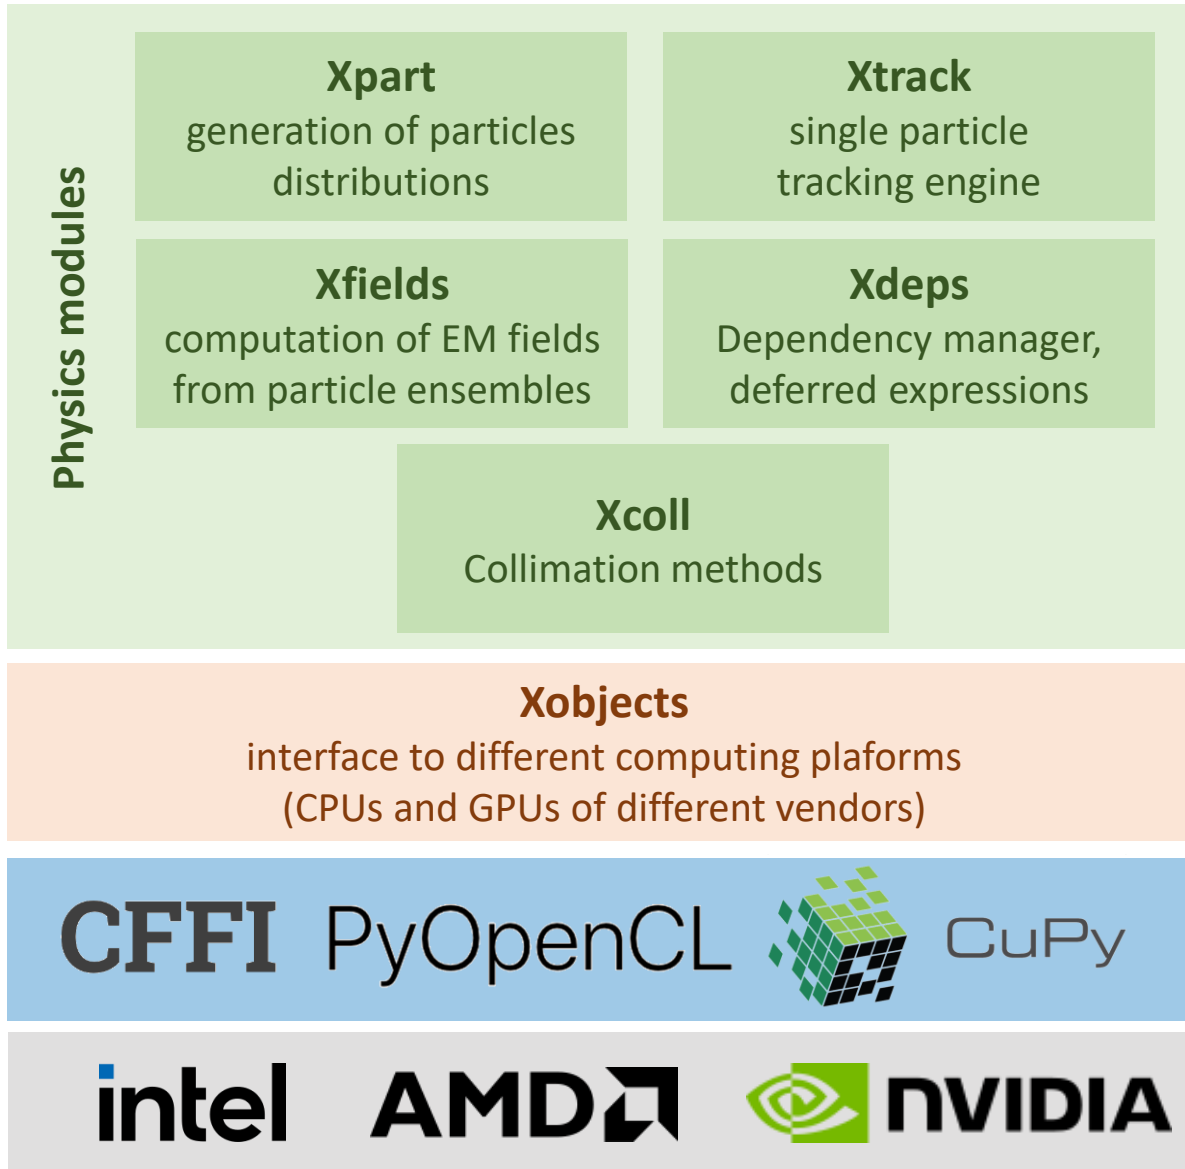 Physics modules
Xpart
generation of particles
distributions
Xtrack
single particle
tracking engine
Xfields
computation of EM fields
from particle ensembles
Xdeps
Dependency manager,
deferred expressions
Xcoll
Collimation methods
Xobjects
interface to different computing plaforms
(CPUs and GPUs of different vendors)
CFFI PyOpenCL CuPy
intel AMD NVIDIA